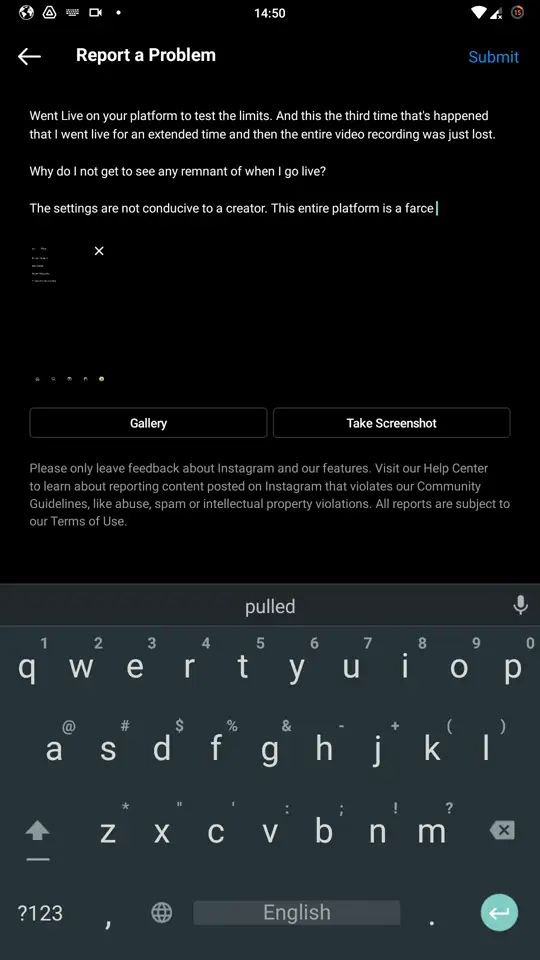 14:50
15
Report a Problem
Submit
Went Live on your platform to test the limits. And this the third time that's happened
that I went live for an extended time and then the entire video recording was just lost.
Why do I not get to see any remnant of when I go live?
The settings are not conducive to a creator. This entire platform is a farce
Gallery
Take Screenshot
Please only leave feedback about Instagram and our features. Visit our Help Center
to learn about reporting content posted on Instagram that violates our Community
Guidelines, like abuse, spam or intellectual property violations. All reports are subject to
our Terms of Use.
pulled
1 2 3 4 5 6 7 8 9 0
q w e r t y u i o p
@ # $ % & - + ( )
a s d f g h j k l
* " ' : ; ! ?
z x c v b n m
?123 , English .